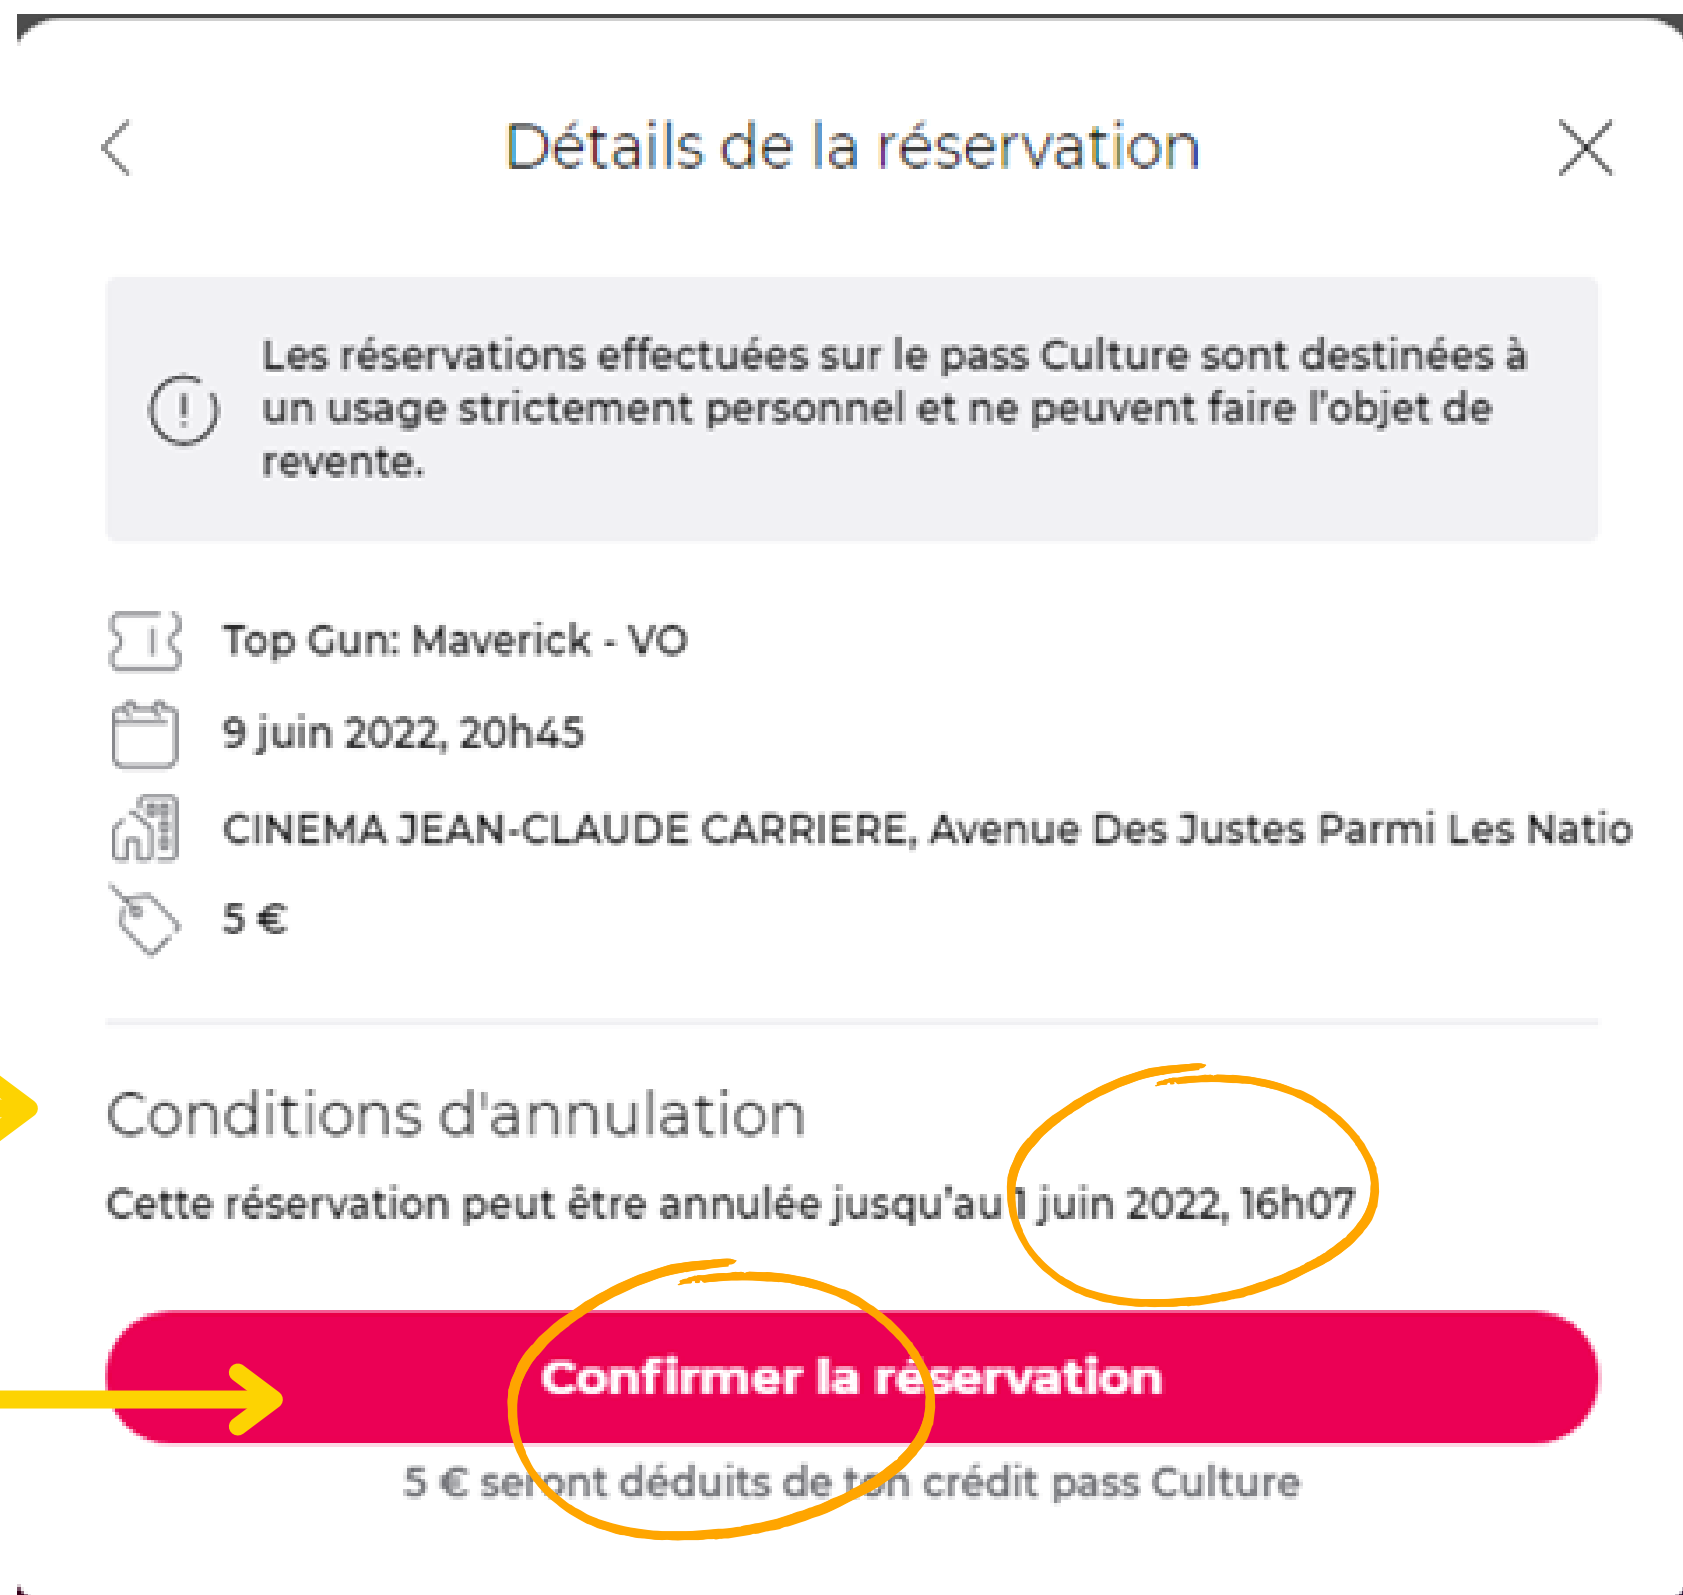 Détails de la réservation
Les réservations effectuées sur le pass Culture sont destinées à
un usage strictement personnel et ne peuvent faire l'objet de
revente.
Top Gun: Maverick - VO
9 juin 2022, 20h45
CINEMA JEAN-CLAUDE CARRIERE, Avenue Des Justes Parmi Les Natio
5 €
Conditions d'annulation
Cette réservation peut être annulée jusqu'au 1 juin 2022, 16h07
Confirmer la réservation
5 € seront déduits de ton crédit pass Culture